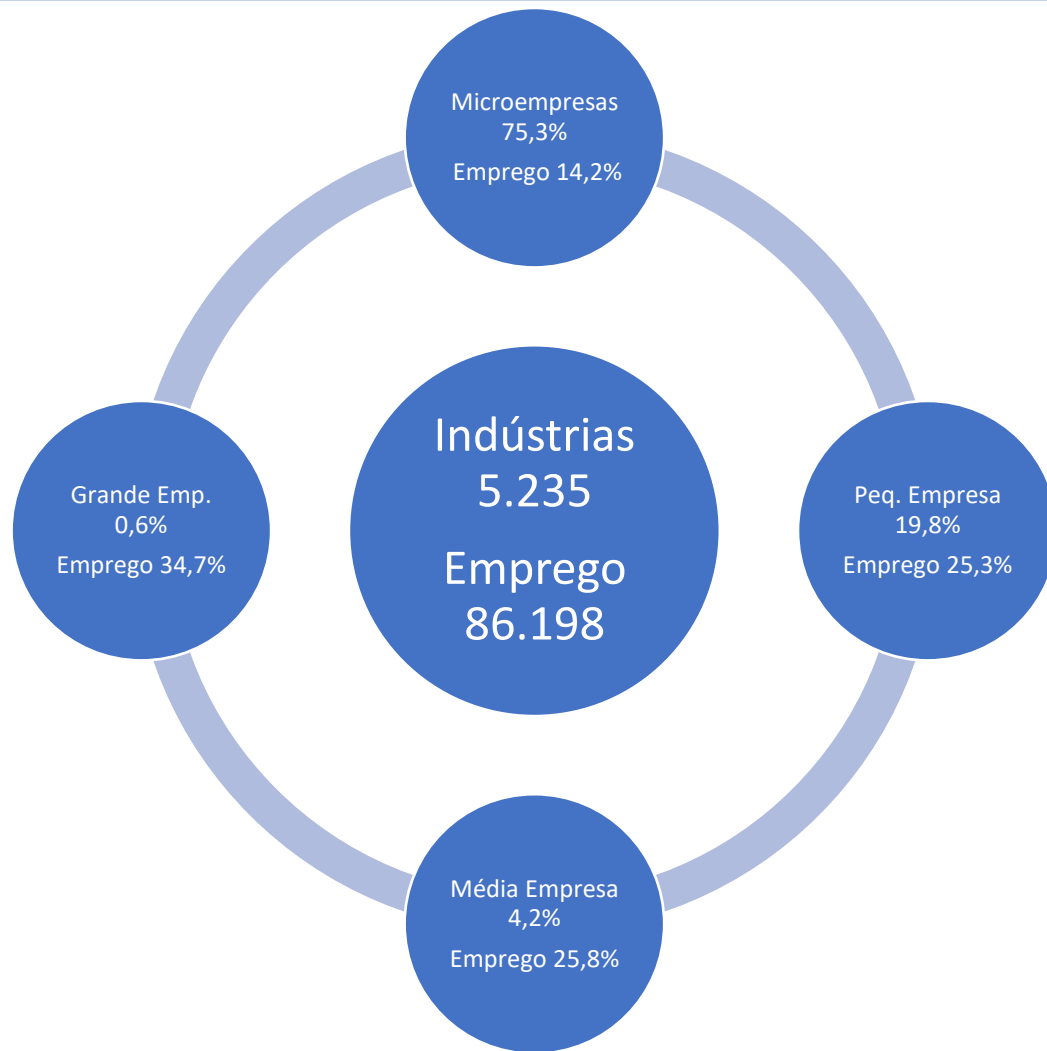 Microempresas
75,3%
Emprego 14,2%
Indústrias
5.235
Emprego
86.198
Grande Emp.
0,6%
Emprego 34,7%
Peq. Empresa
19,8%
Emprego 25,3%
Média Empresa
4,2%
Emprego 25,8%